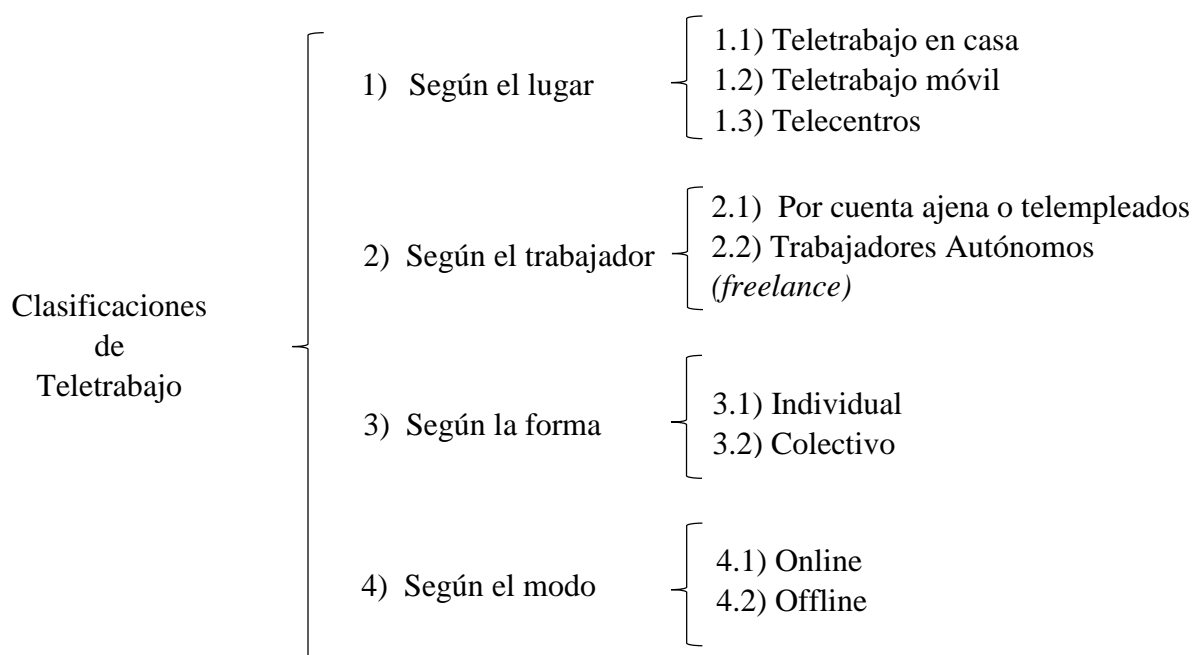 Clasificaciones
de
Teletrabajo
1) Según el lugar
1.1) Teletrabajo en casa
1.2) Teletrabajo móvil
1.3) Telecentros
2) Según el trabajador
2.1) Por cuenta ajena o telempleados
2.2) Trabajadores Autónomos
(freelance)
3) Según la forma
3.1) Individual
3.2) Colectivo
4) Según el modo
4.1) Online
4.2) Offline